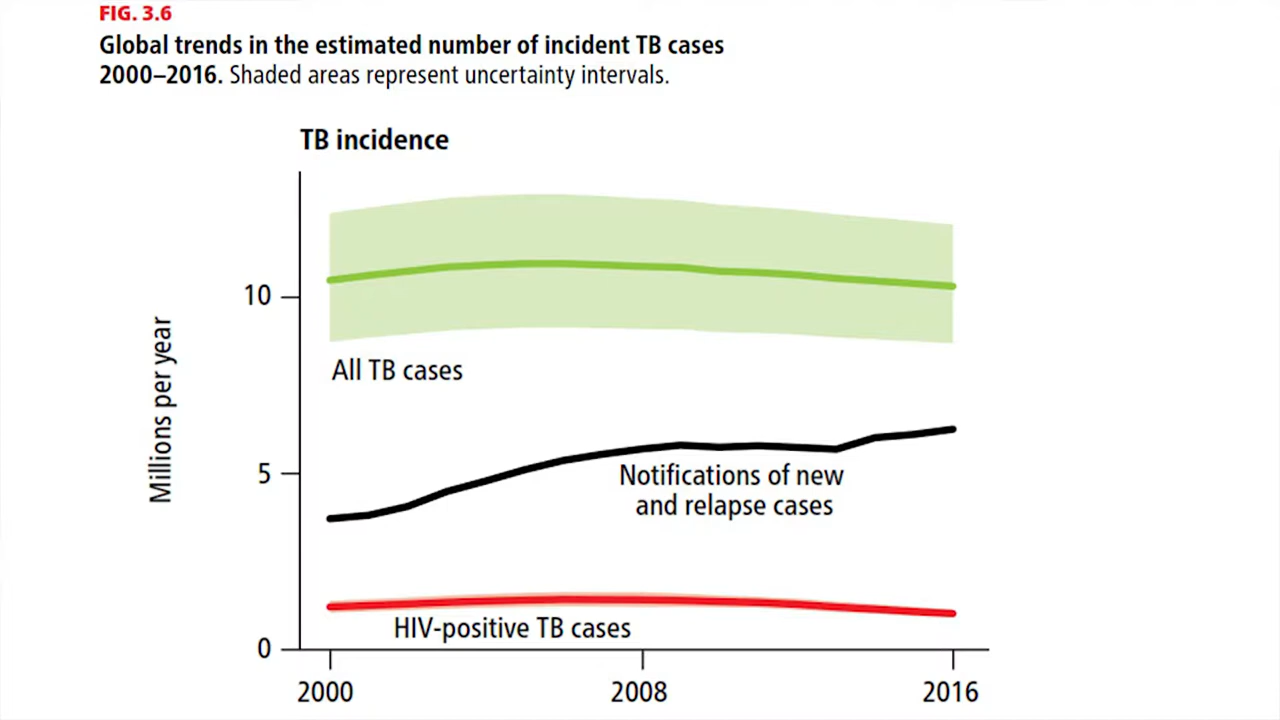 FIG. 3.6
Global trends in the estimated number of incident TB cases
2000–2016. Shaded areas represent uncertainty intervals.
TB incidence
10
All TB cases
Millions per year
5
Notifications of new
and relapse cases
HIV-positive TB cases
0
2000
2008
2016